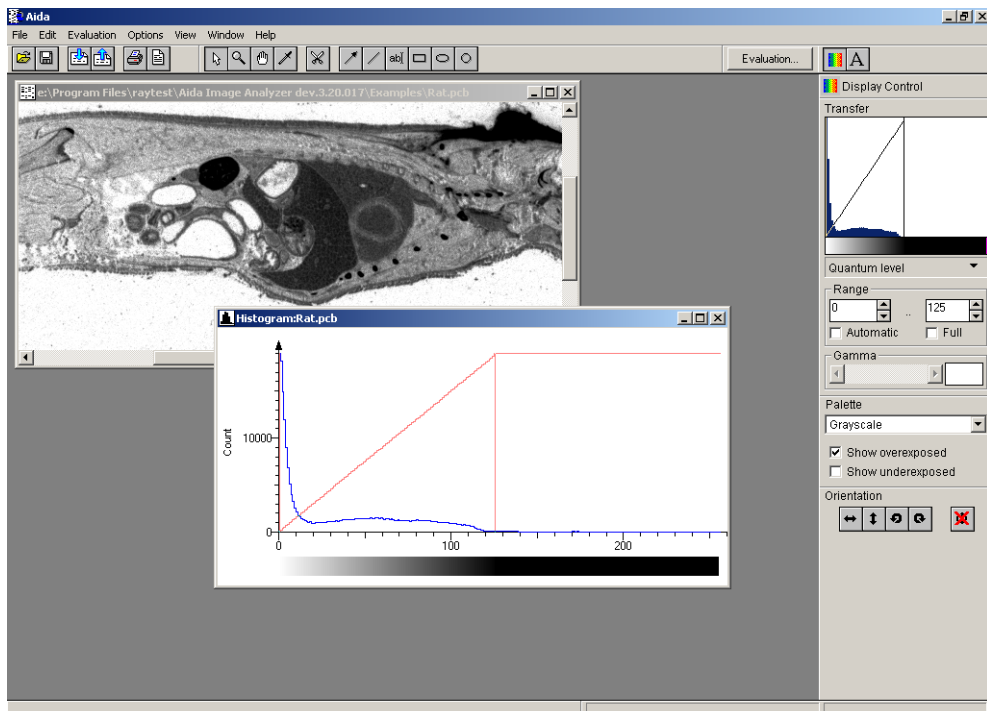 Aida
File Edit Evaluation Options View Window Help
ab
Evaluation...
A
e:\Program Files\raytest\Aida Image Analyzer dev.3.20.017\Examples\Rat.pcb
Display Control
Transfer
Quantum level
Range
0 .. 125
Automatic Full
Gamma
Palette
Grayscale
Show overexposed
Show underexposed
Orientation
Histogram:Rat.pcb
Count
10000
0
0 100 200